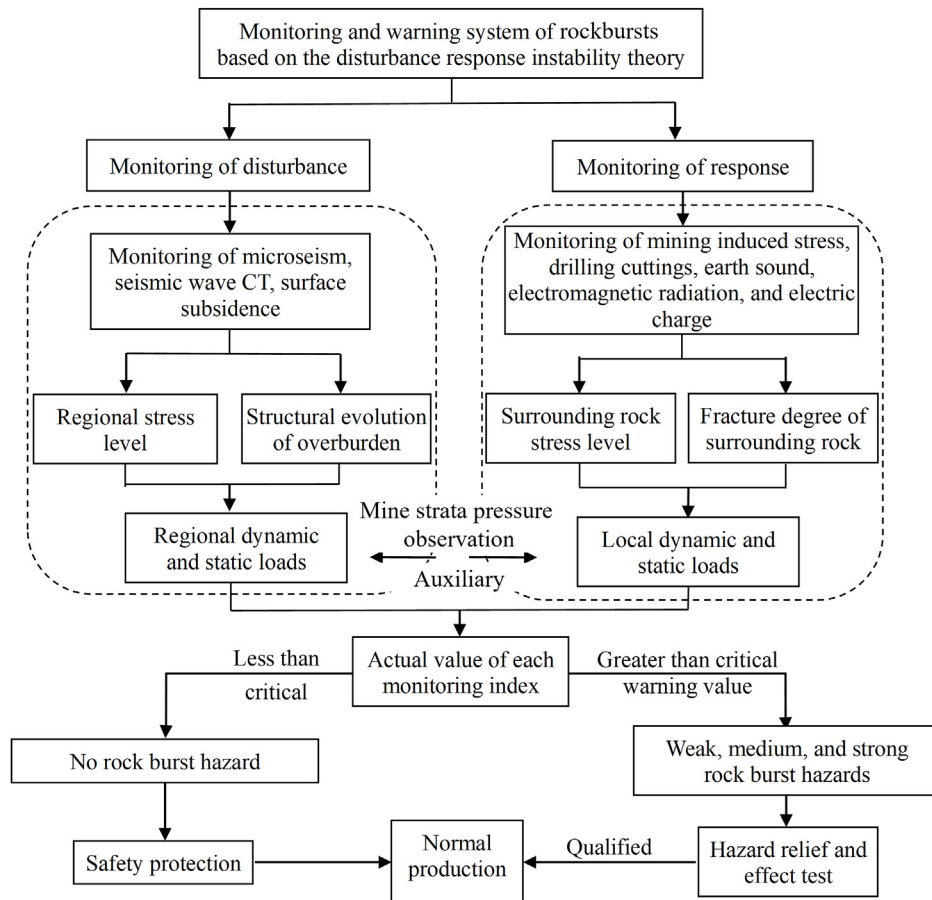 Monitoring and warning system of rockbursts
based on the disturbance response instability theory
Monitoring of disturbance
Monitoring of response
Monitoring of microseism,
seismic wave CT, surface
subsidence
Monitoring of mining induced stress,
drilling cuttings, earth sound,
electromagnetic radiation, and electric
charge
Regional stress
level
Structural evolution
of overburden
Surrounding rock
stress level
Fracture degree of
surrounding rock
Regional dynamic
and static loads
Mine strata pressure
observation
Auxiliary
Local dynamic and
static loads
Less than
critical
Actual value of each
monitoring index
Greater than critical
warning value
No rock burst hazard
Weak, medium, and strong
rock burst hazards
Safety protection
Normal
production
Qualified
Hazard relief and
effect test